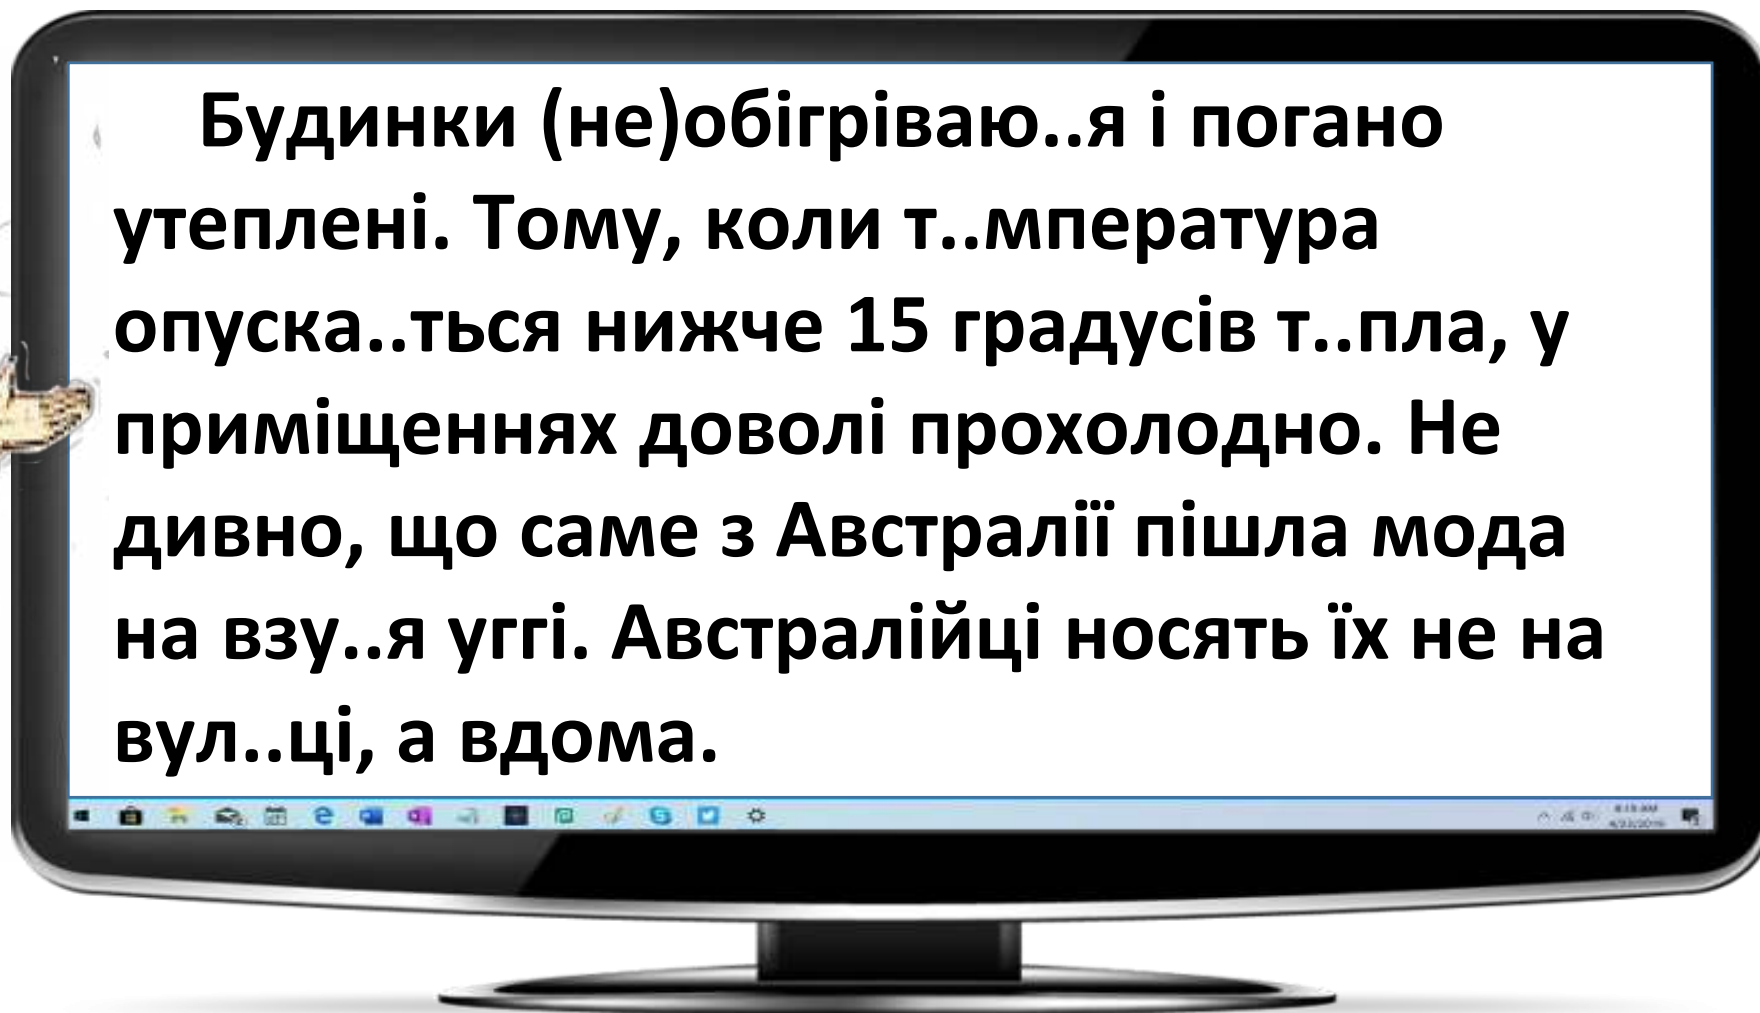 Будинки (не)обігріваю..я і погано
утеплені. Тому, коли т..мпература
опуска..ться нижче 15 градусів т..пла, у
приміщеннях доволі прохолодно. Не
дивно, що саме з Австралії пішла мода
на взу..я уггі. Австралійці носять їх не на
вул..ці, а вдома.